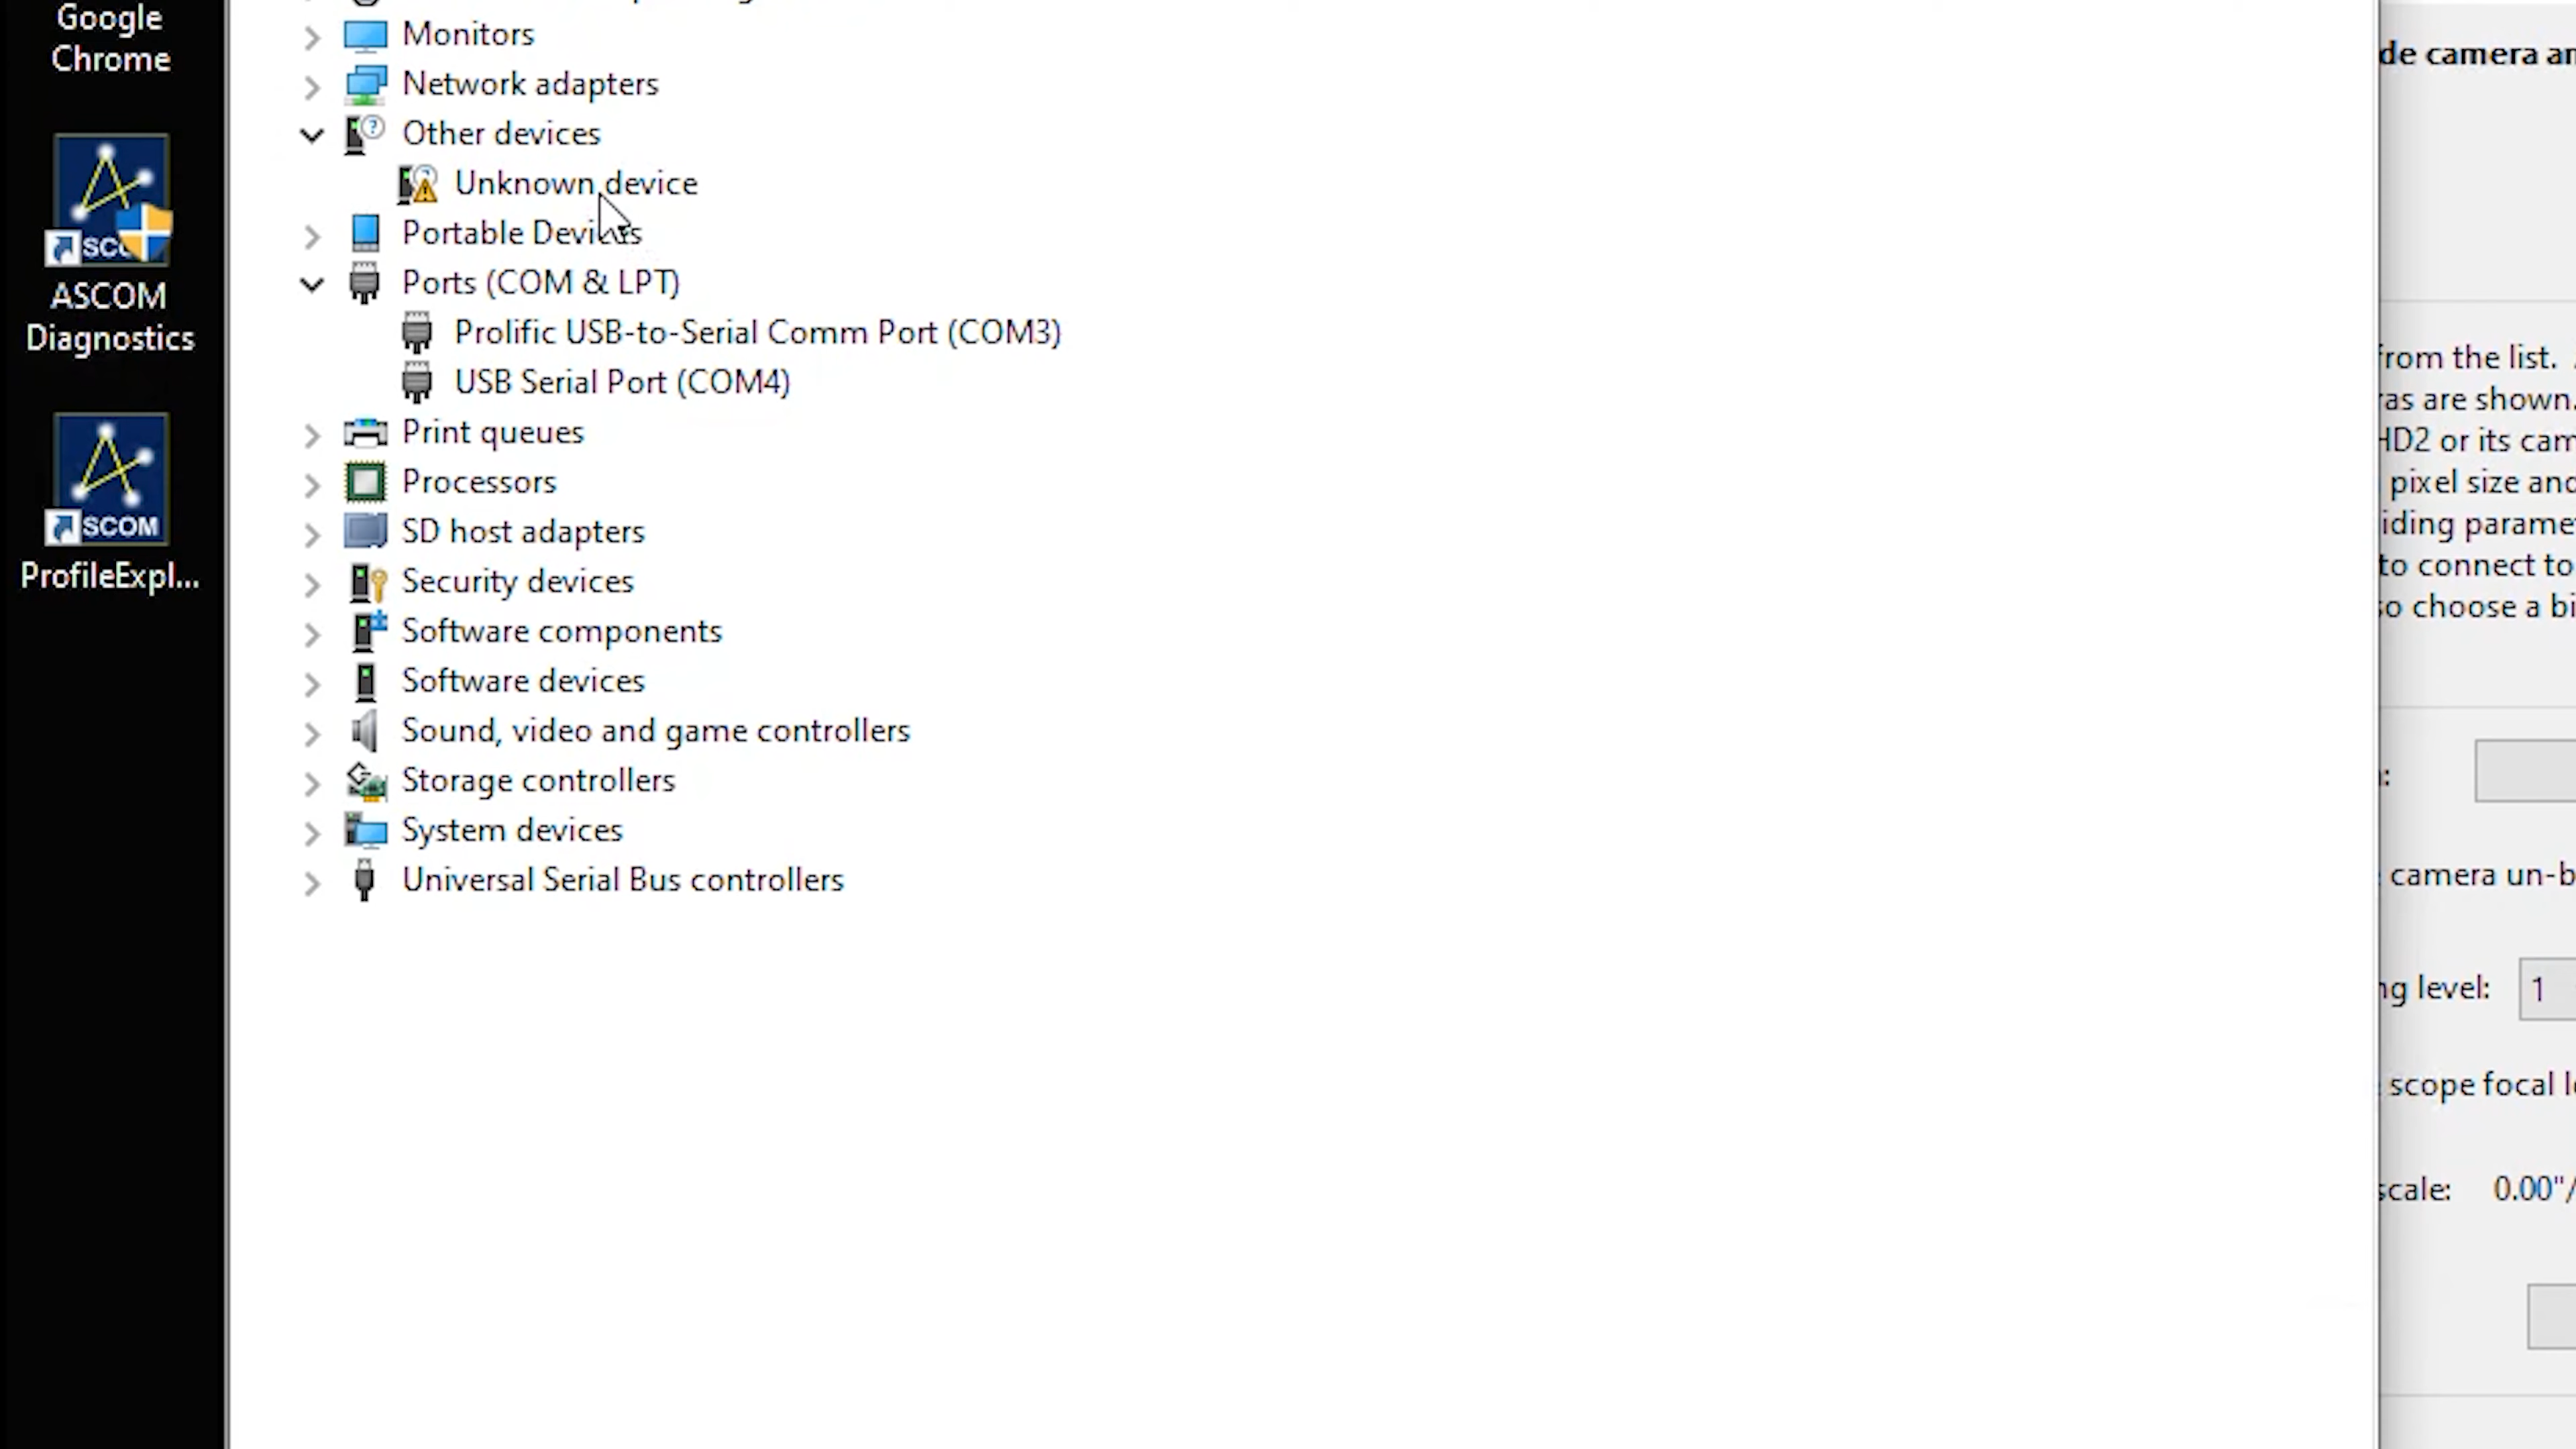 Google
Chrome
SCO
ASCOM
Diagnostics
SCOM
ProfileExpl...
Monitors
Network adapters
Other devices
Unknown device
Portable Devices
Ports (COM & LPT)
Prolific USB-to-Serial Comm Port (COM3)
USB Serial Port (COM4)
Print queues
Processors
SD host adapters
Security devices
Software components
Software devices
Sound, video and game controllers
Storage controllers
System devices
Universal Serial Bus controllers
de camera an
from the list.
ras are shown.
HD2 or its cam
pixel size and
iding parame
to connect to
so choose a bi
camera un-b
ng level: 1
scope focal l
scale: 0.00"/